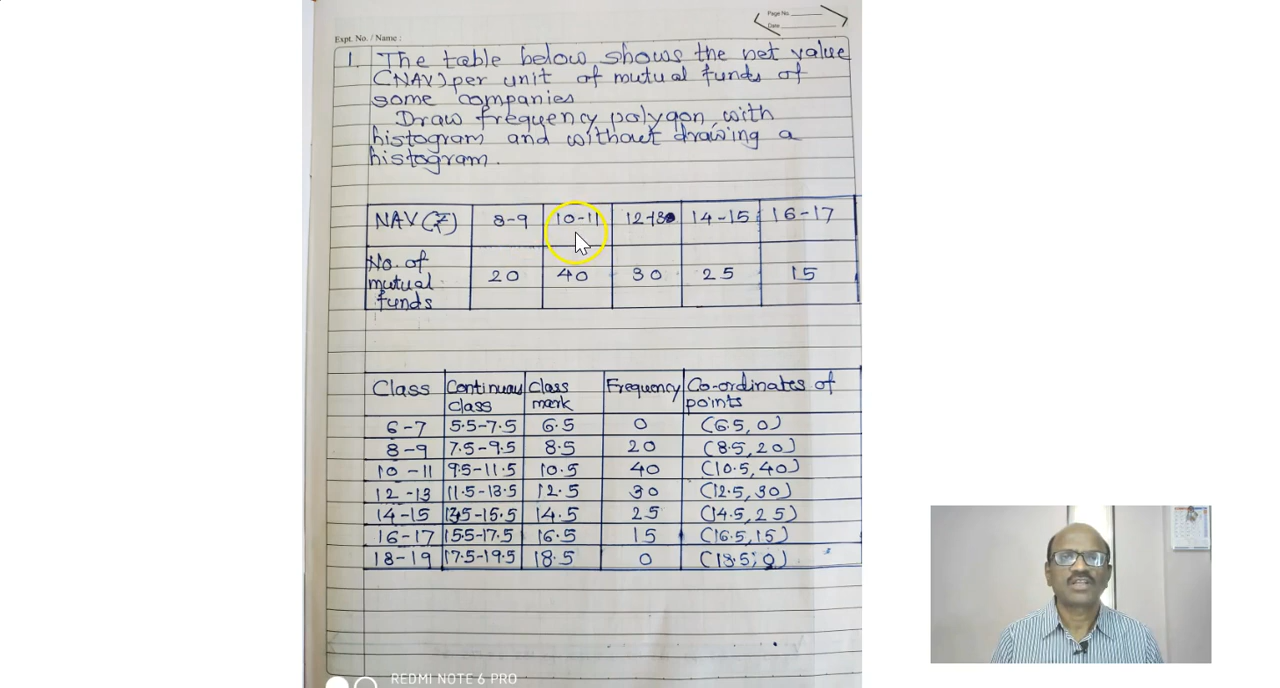 Page No.
Date
Expt. No. / Name :
1. The table below shows the net value
(NAV) per unit of mutual funds of
some companies
Draw frequency polygon with
histogram and without drawing a
histogram.
NAV(₹) 8-9 10-11 12-13 14-15 16-17
No. of mutual funds 20 40 30 25 15
Class Continuous class Class mark Frequency Co-ordinates of points
6-7 5.5-7.5 6.5 0 (6.5, 0)
8-9 7.5-9.5 8.5 20 (8.5, 20)
10-11 9.5-11.5 10.5 40 (10.5, 40)
12-13 11.5-13.5 12.5 30 (12.5, 30)
14-15 13.5-15.5 14.5 25 (14.5, 25)
16-17 15.5-17.5 16.5 15 (16.5, 15)
18-19 17.5-19.5 18.5 0 (18.5, 0)
REDMI NOTE 6 PRO